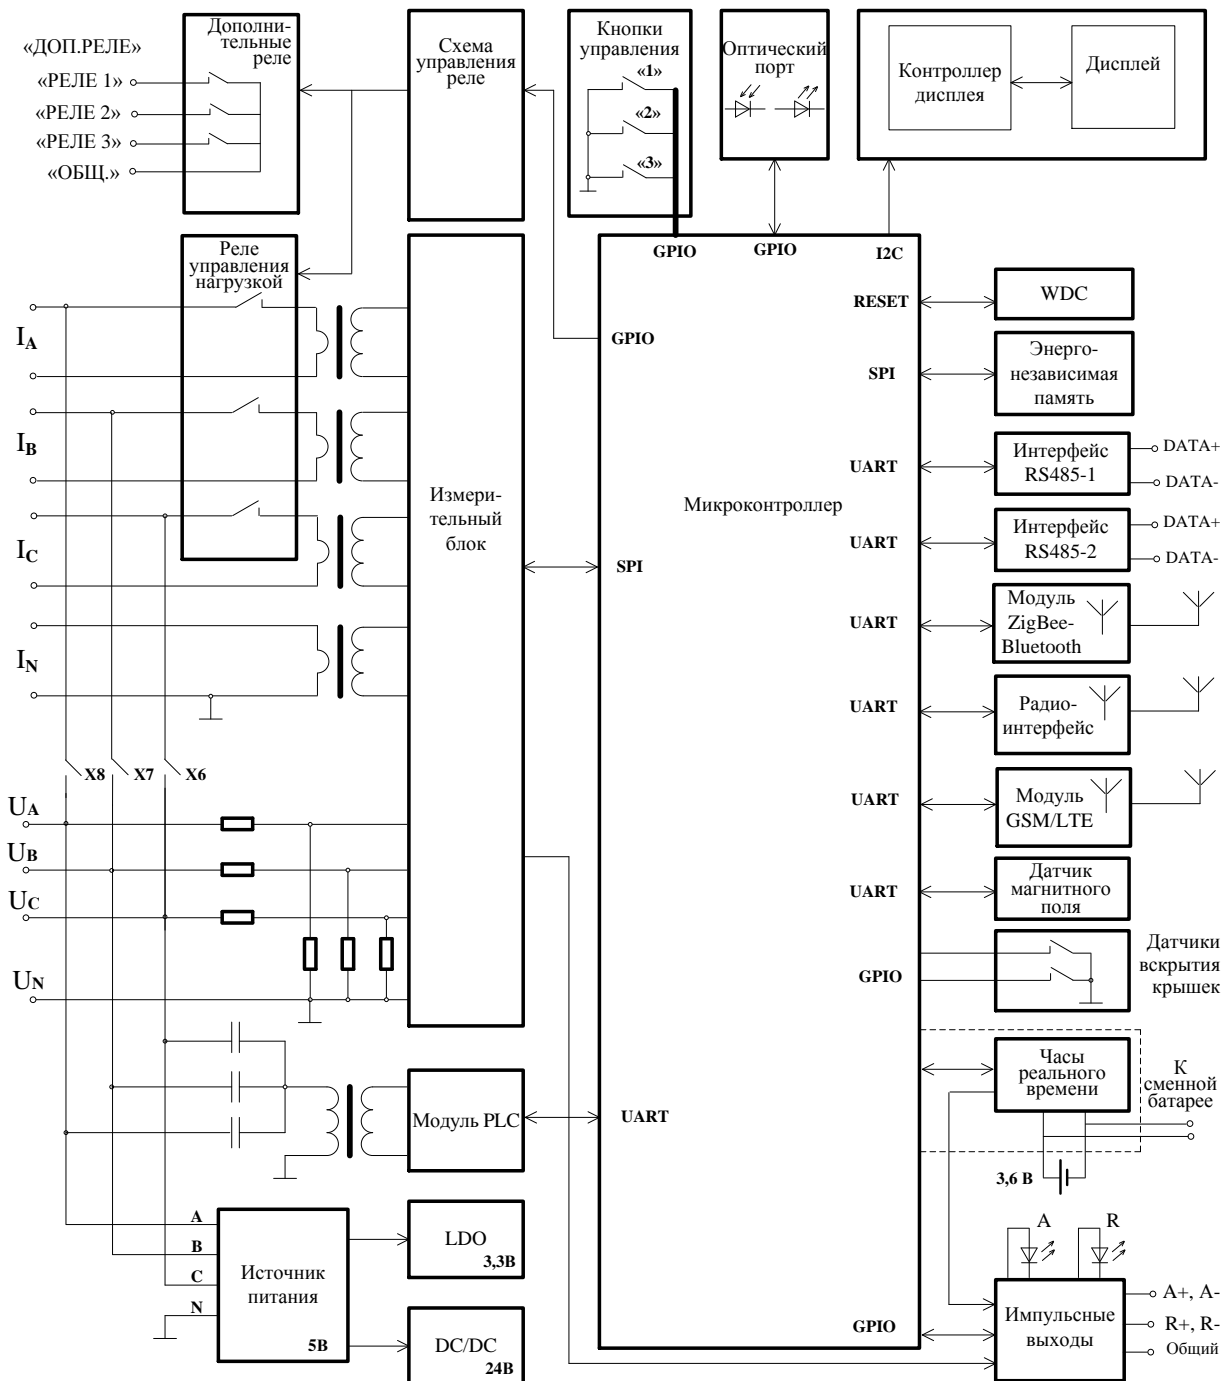 «ДОП.РЕЛЕ»
«РЕЛЕ 1»
«РЕЛЕ 2»
«РЕЛЕ 3»
«ОБЩ.»
Дополни-
тельные
реле
Схема
управления
реле
Кнопки
управления
«1»
«2»
«3»
Оптический
порт
Контроллер
дисплея
Дисплей
Реле
управления
нагрузкой
IA
IB
IC
IN
X8
X7
X6
UA
UB
UC
UN
Измери-
тельный
блок
GPIO
GPIO
I2C
GPIO
SPI
UART
Микроконтроллер
RESET
SPI
UART
UART
UART
UART
UART
UART
GPIO
GPIO
WDC
Энерго-
независимая
память
Интерфейс
RS485-1
DATA+
DATA-
Интерфейс
RS485-2
DATA+
DATA-
Модуль
ZigBee-
Bluetooth
Радио-
интерфейс
Модуль
GSM/LTE
Датчик
магнитного
поля
Датчики
вскрытия
крышек
Часы
реального
времени
К
сменной
батарее
3,6 В
Модуль PLC
A
B
C
N
Источник
питания
5В
LDO
3,3В
DC/DC
24В
A
R
Импульсные
выходы
A+, A-
R+, R-
Общий